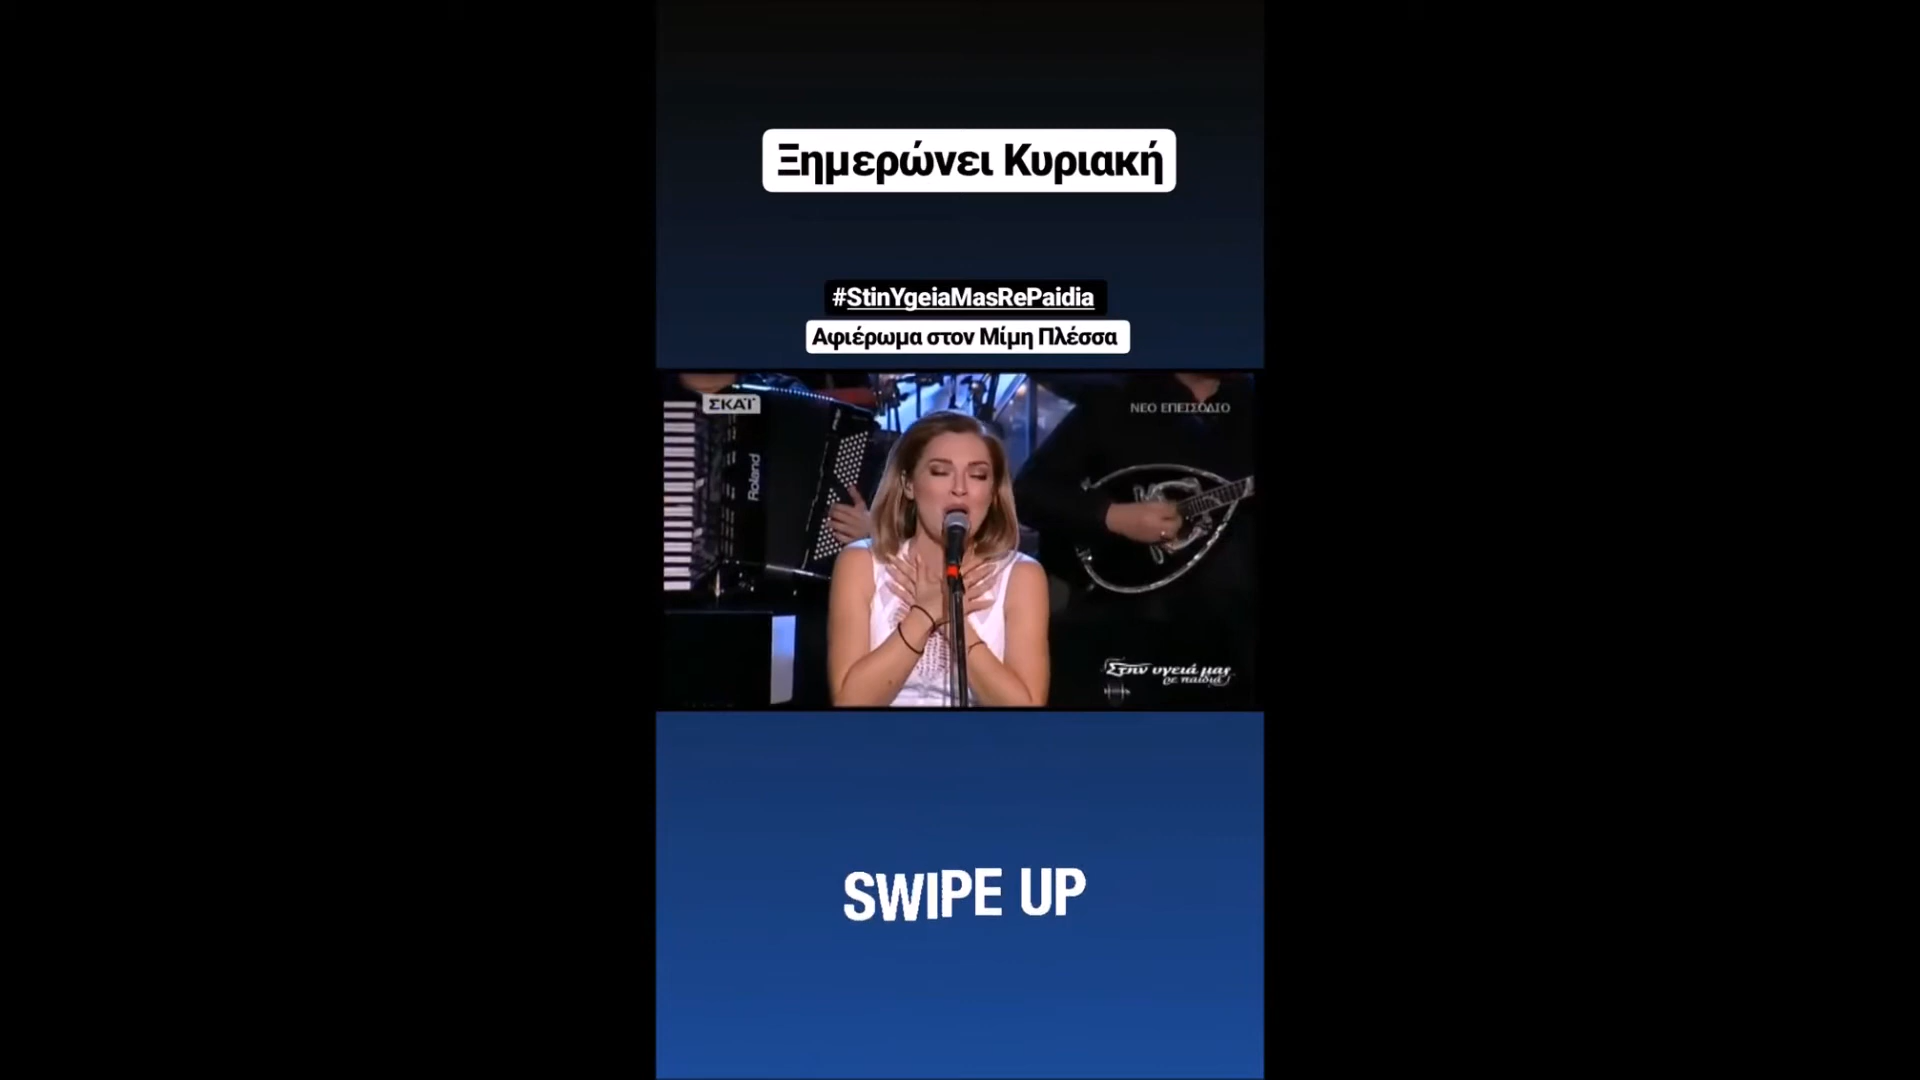 Ξημερώνει Κυριακή
#StinYgeiaMasRePaidia
Αφιέρωμα στον Μίμη Πλέσσα
ΣΚΑΪ
ΝΕΟ ΕΠΕΙΣΟΔΙΟ
Roland
Στην υγειά μας
ρε παιδιά
SWIPE UP